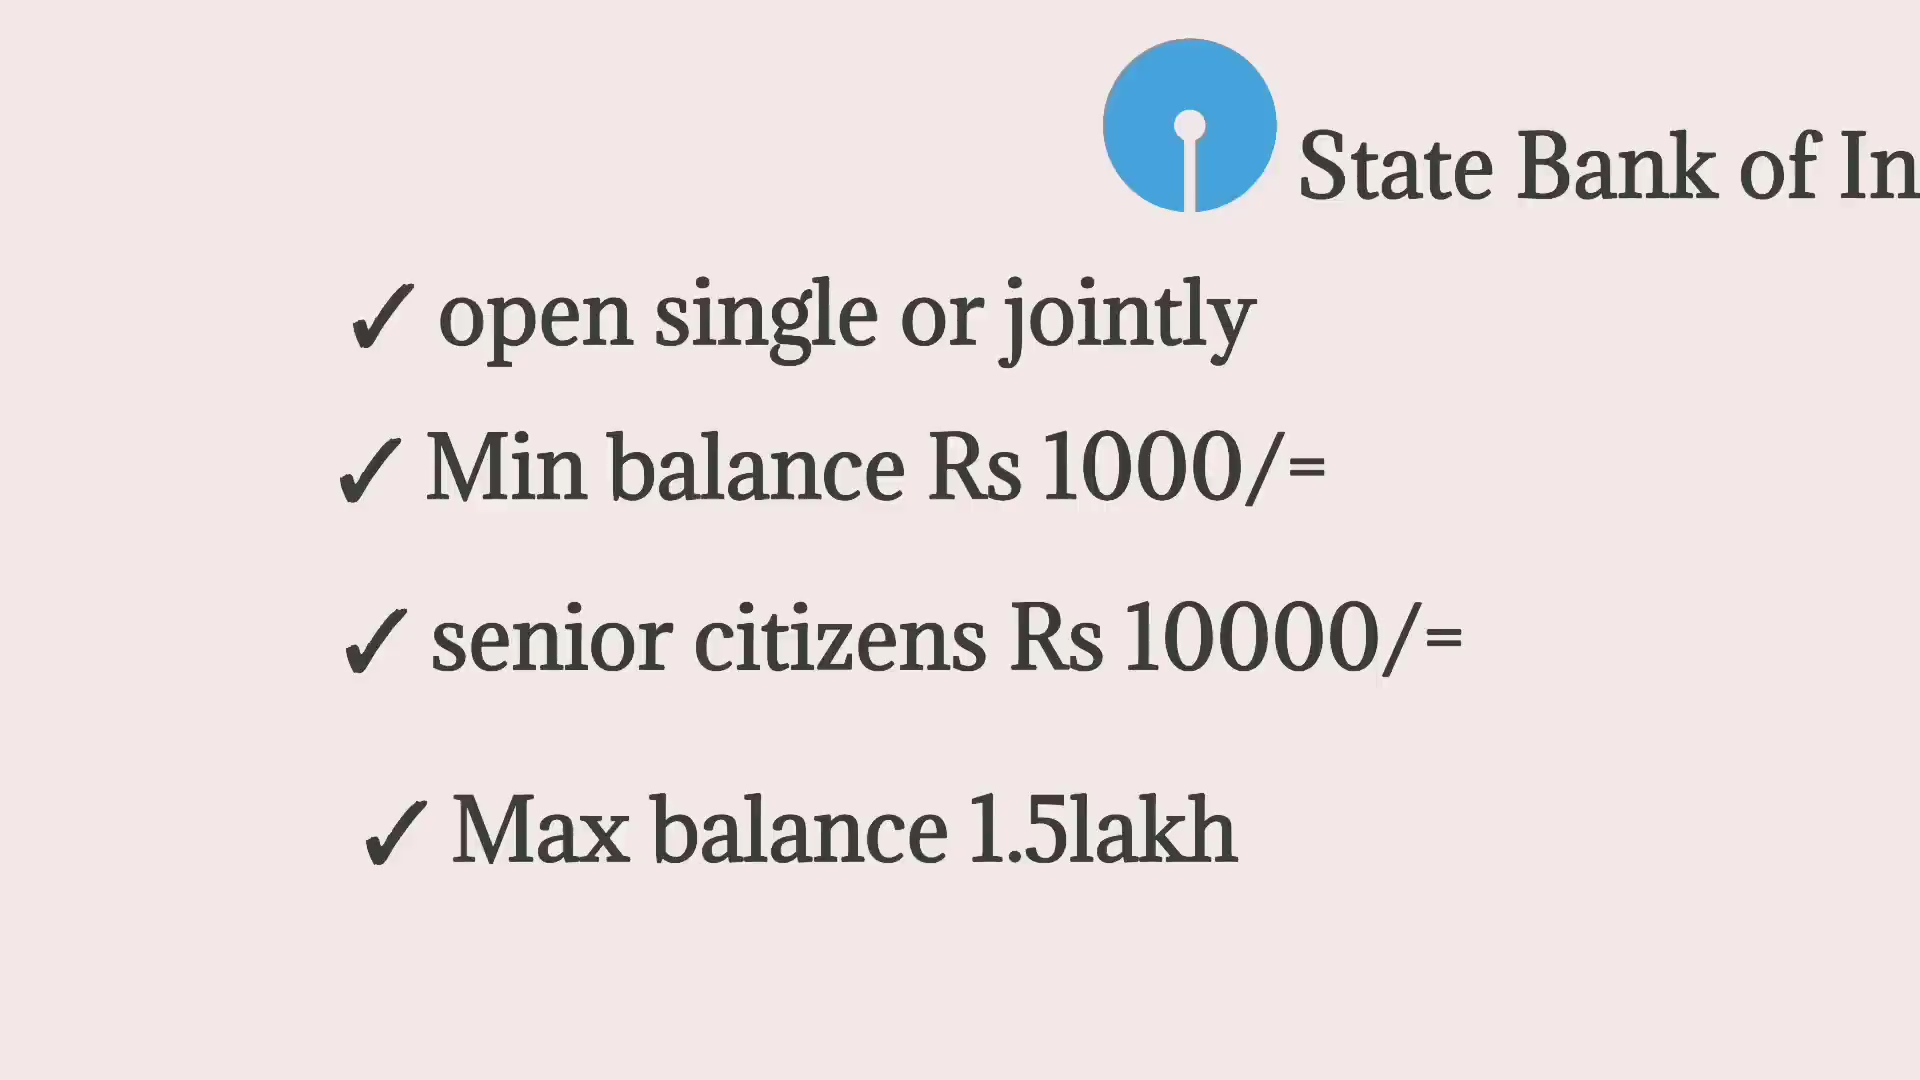 State Bank of In
✓ open single or jointly
✓ Min balance Rs 1000/=
✓ senior citizens Rs 10000/=
✓ Max balance 1.5lakh